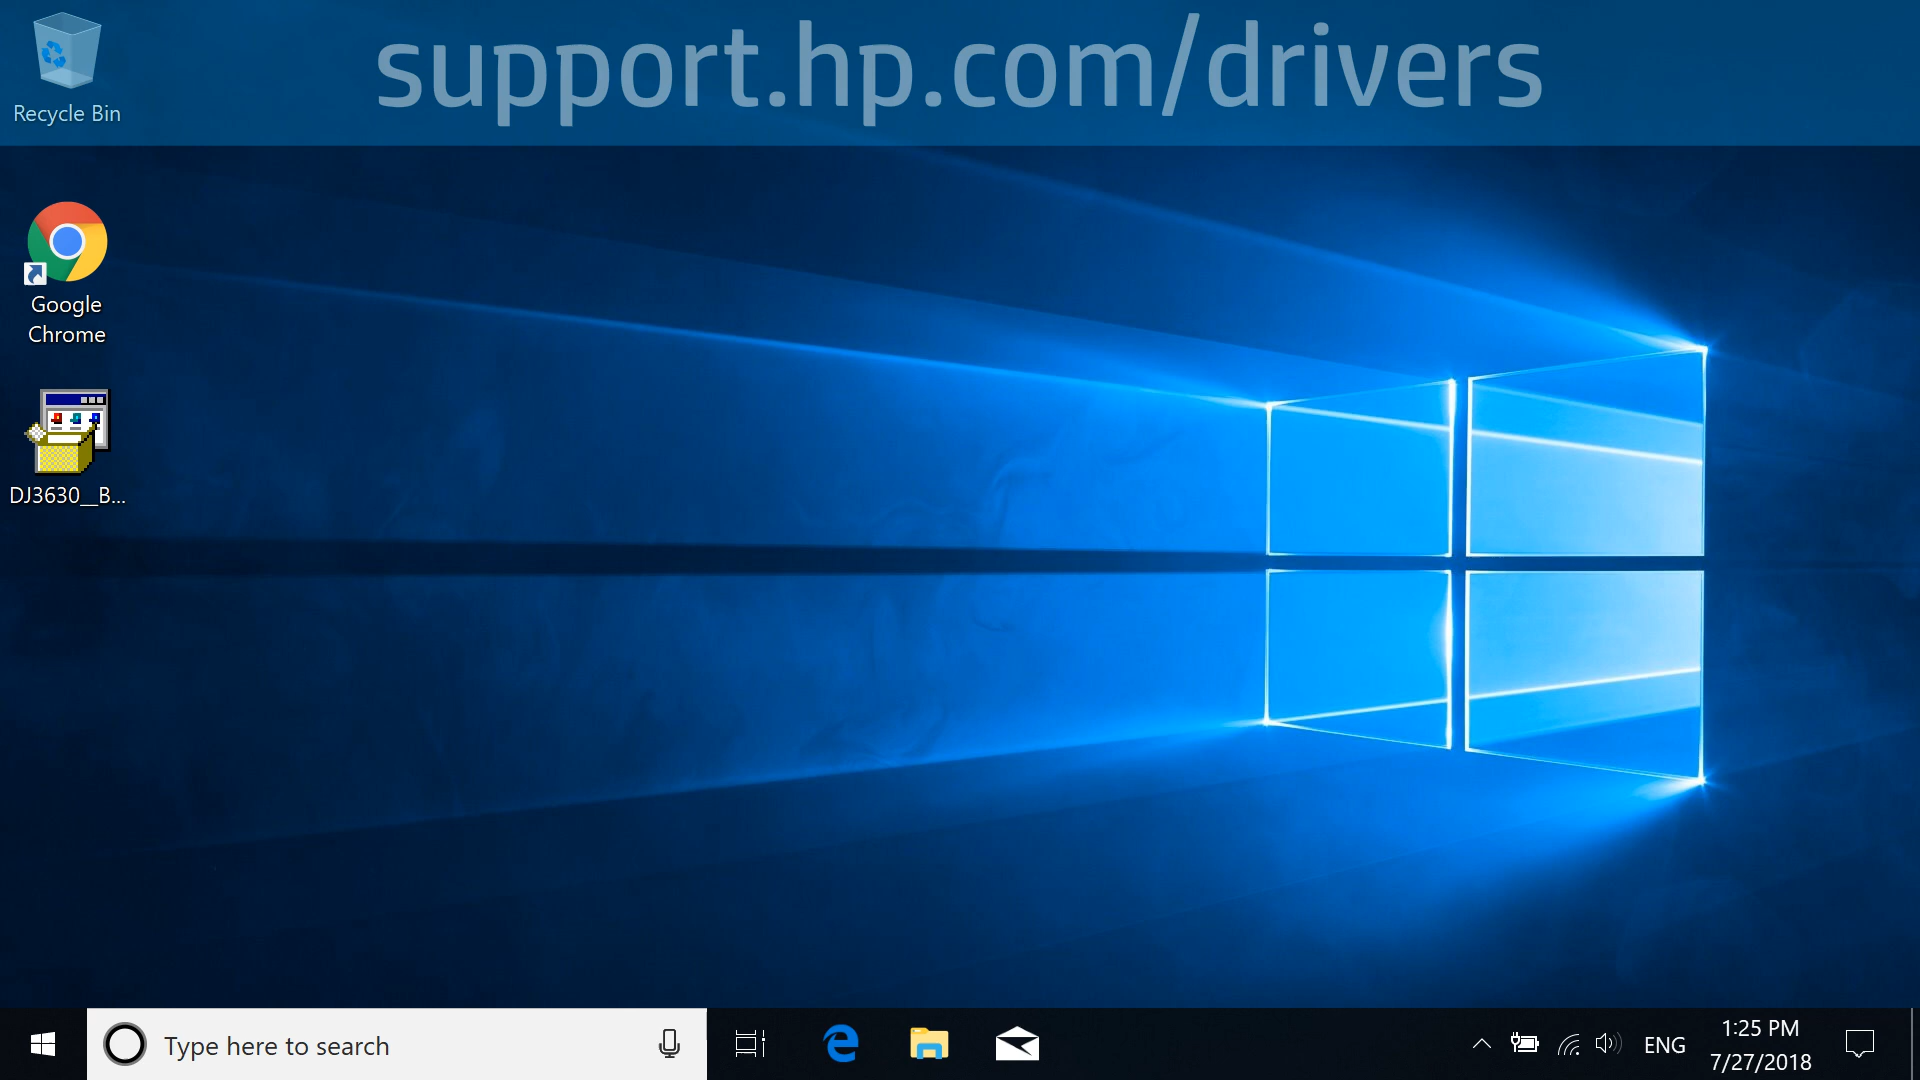 support.hp.com/drivers
Recycle Bin
Google
Chrome
DJ3630__B...
Type here to search
ENG
1:25 PM
7/27/2018